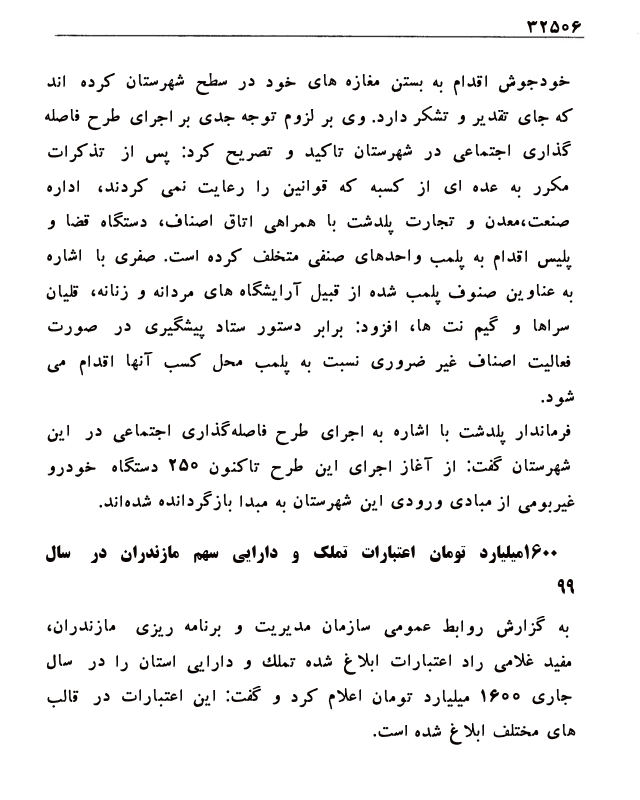 ۳۲۵۰۶
خودجوش اقدام به بستن مغازه های خود در سطح شهرستان کرده اند
که جای تقدیر و تشکر دارد. وی بر لزوم توجه جدی بر اجرای طرح فاصله
گذاری اجتماعی در شهرستان تاکید و تصریح کرد: پس از تذکرات
مکرر به عده ای از کسبه که قوانین را رعایت نمی کردند، اداره
صنعت،معدن و تجارت پلدشت با همراهی اتاق اصناف، دستگاه قضا و
پلیس اقدام به پلمب واحدهای صنفی متخلف کرده است. صفری با اشاره
به عناوین صنوف پلمب شده از قبیل آرایشگاه های مردانه و زنانه، قلیان
سراها و گیم نت ها، افزود: برابر دستور ستاد پیشگیری در صورت
فعالیت اصناف غیر ضروری نسبت به پلمب محل کسب آنها اقدام می
شود.
فرماندار پلدشت با اشاره به اجرای طرح فاصله‌گذاری اجتماعی در این
شهرستان گفت: از آغاز اجرای این طرح تاکنون ۲۵۰ دستگاه خودرو
غیربومی از مبادی ورودی این شهرستان به مبدا بازگردانده شده‌اند.
۱۶۰۰میلیارد تومان اعتبارات تملک و دارایی سهم مازندران در سال
۹۹
به گزارش روابط عمومی سازمان مدیریت و برنامه ریزی مازندران،
مفید غلامی راد اعتبارات ابلاغ شده تملك و دارایی استان را در سال
جاری ۱۶۰۰ میلیارد تومان اعلام کرد و گفت: این اعتبارات در قالب
های مختلف ابلاغ شده است.